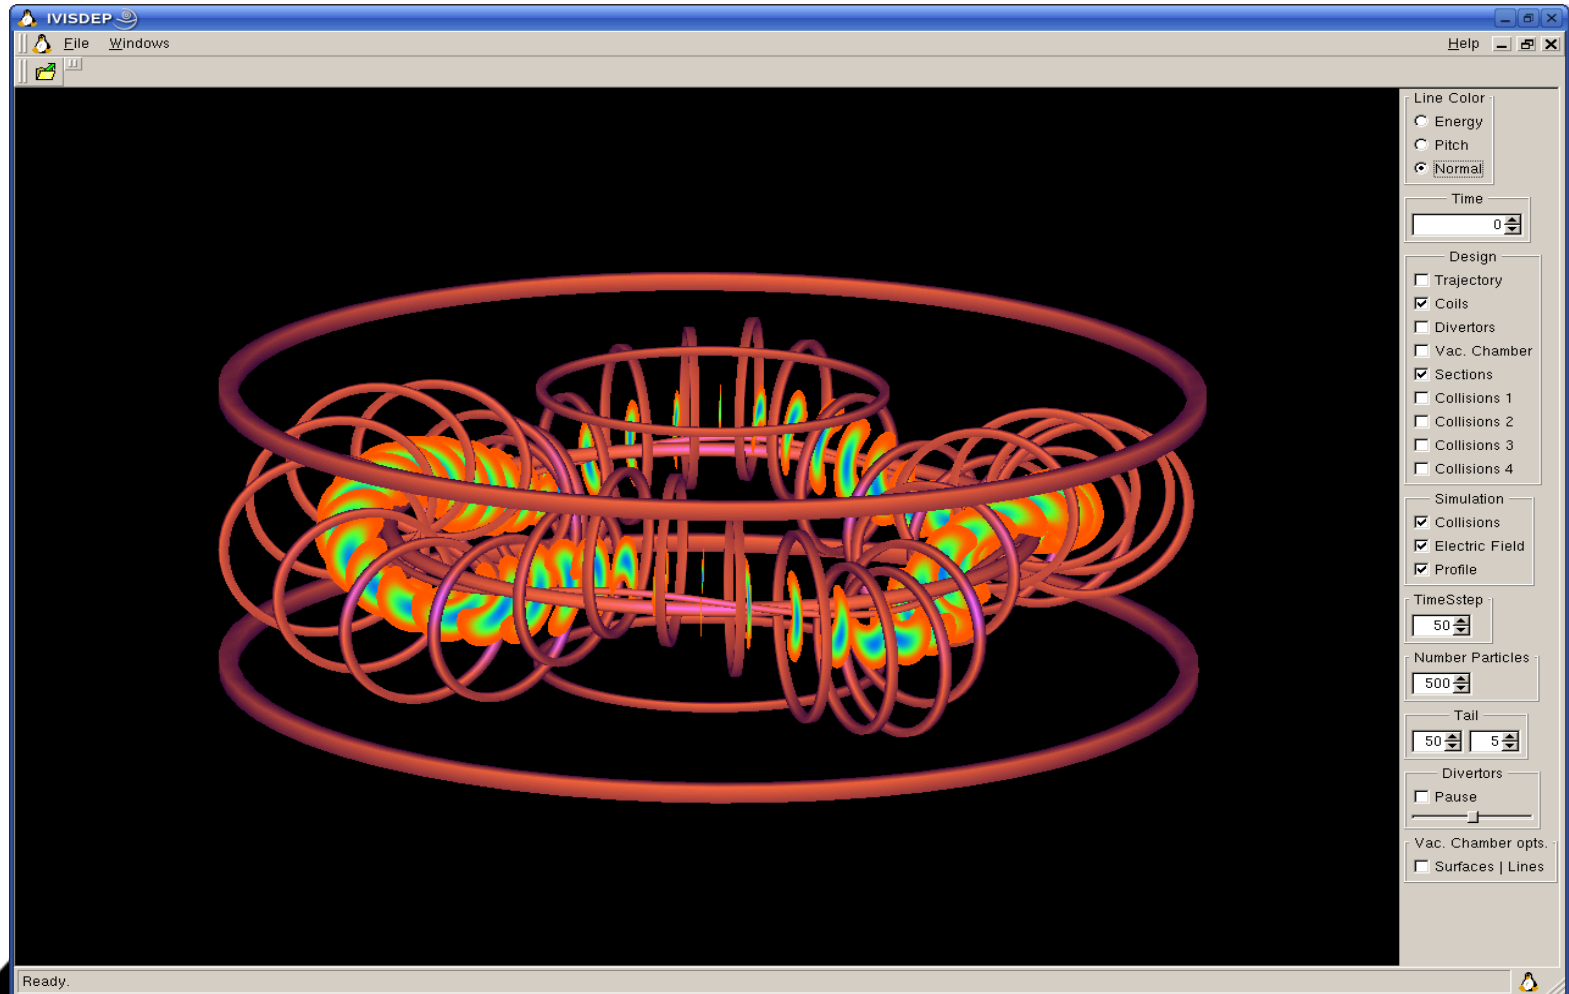 IVISDEP
File Windows Help
Line Color
Energy
Pitch
Normal
Time
0
Design
Trajectory
Coils
Divertors
Vac. Chamber
Sections
Collisions 1
Collisions 2
Collisions 3
Collisions 4
Simulation
Collisions
Electric Field
Profile
TimeSstep
50
Number Particles
500
Tail
50 5
Divertors
Pause
Vac. Chamber opts.
Surfaces | Lines
Ready.